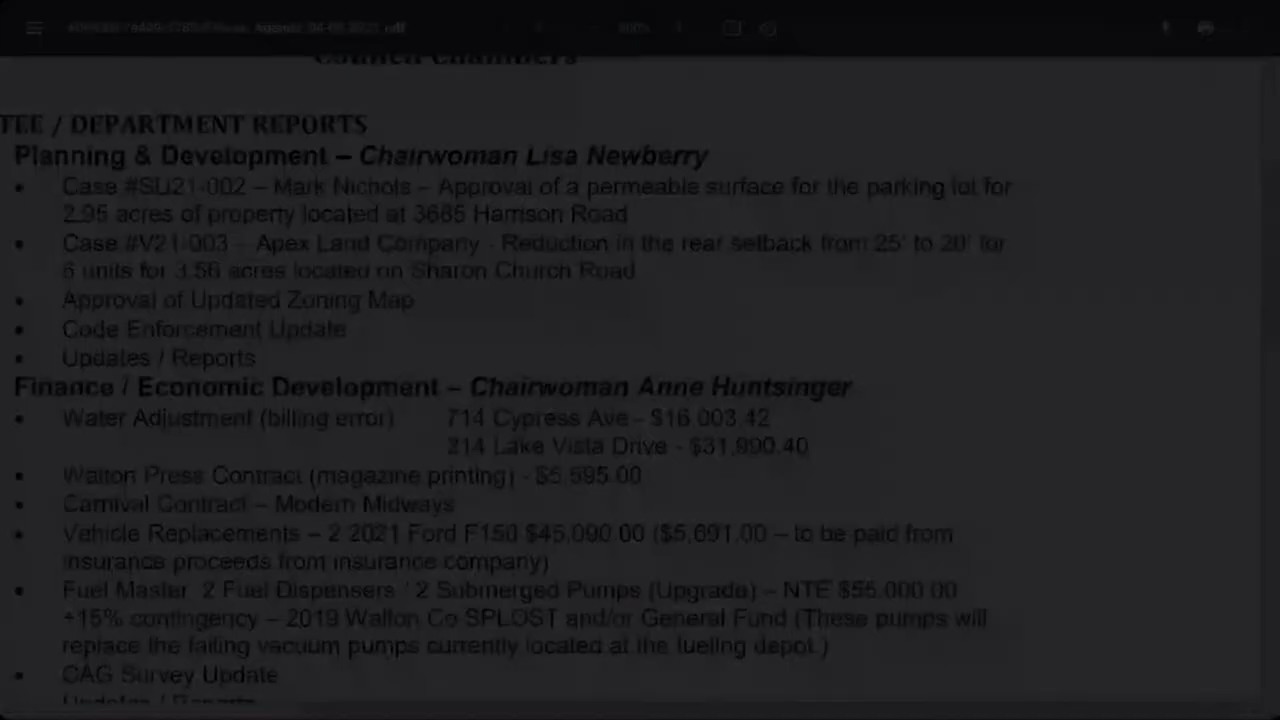 Council Chambers
TEE / DEPARTMENT REPORTS
Planning & Development – Chairwoman Lisa Newberry
• Case #SU21-002 – Mark Nichols – Approval of a permeable surface for the parking lot for
2.95 acres of property located at 3685 Harrison Road
• Case #V21-003 – Apex Land Company - Reduction in the rear setback from 25' to 20' for
6 units for 3.56 acres located on Sharon Church Road
• Approval of Updated Zoning Map
• Code Enforcement Update
• Updates / Reports
Finance / Economic Development – Chairwoman Anne Huntsinger
• Water Adjustment (billing error) 714 Cypress Ave - $16,003.42
214 Lake Vista Drive - $31,990.40
• Walton Press Contract (magazine printing) - $5,595.00
• Carnival Contract – Modern Midways
• Vehicle Replacements – 2 2021 Ford F150 $45,090.00 ($5,691.00 – to be paid from
insurance proceeds from insurance company)
• Fuel Master 2 Fuel Dispensers / 2 Submerged Pumps (Upgrade) – NTE $55,000.00
+15% contingency – 2019 Walton Co SPLOST and/or General Fund (These pumps will
replace the failing vacuum pumps currently located at the fueling depot.)
• CAG Survey Update
Updates / Reports